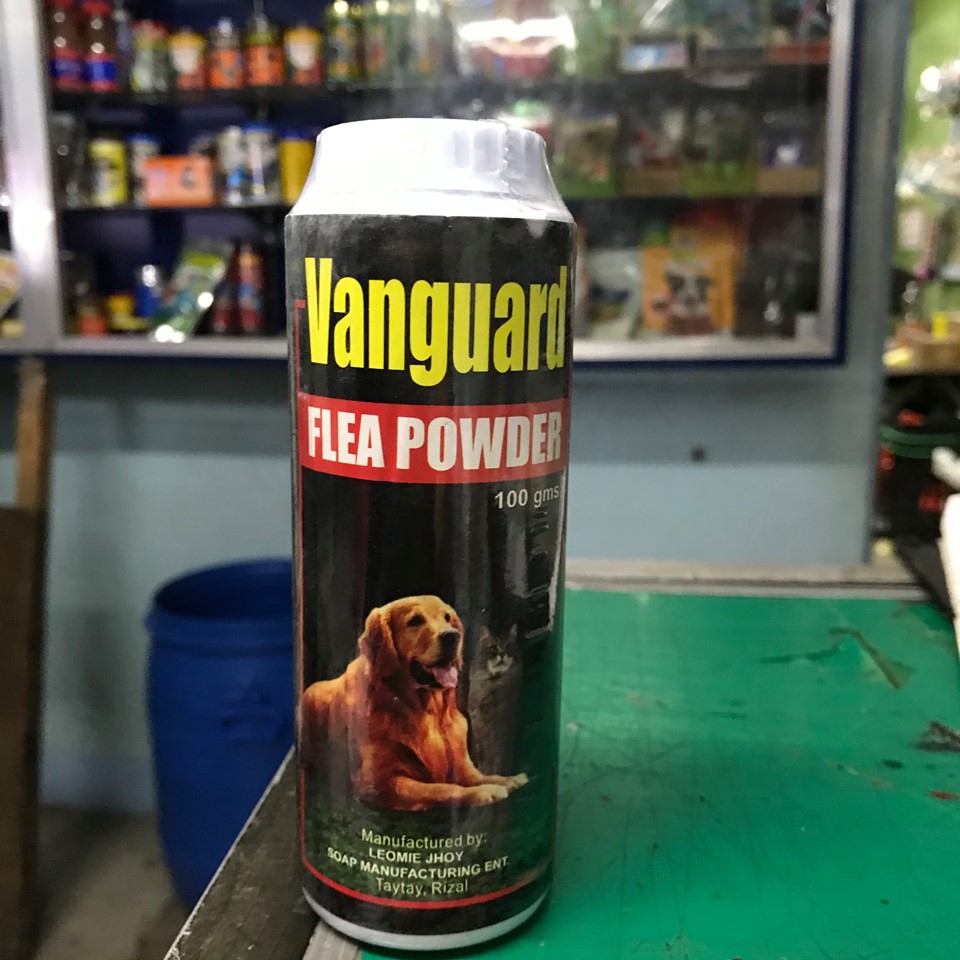 Vanguard
FLEA POWDER
100 gms
Manufactured by:
LEOMIE JHOY
SOAP MANUFACTURING ENT.
Taytay, Rizal